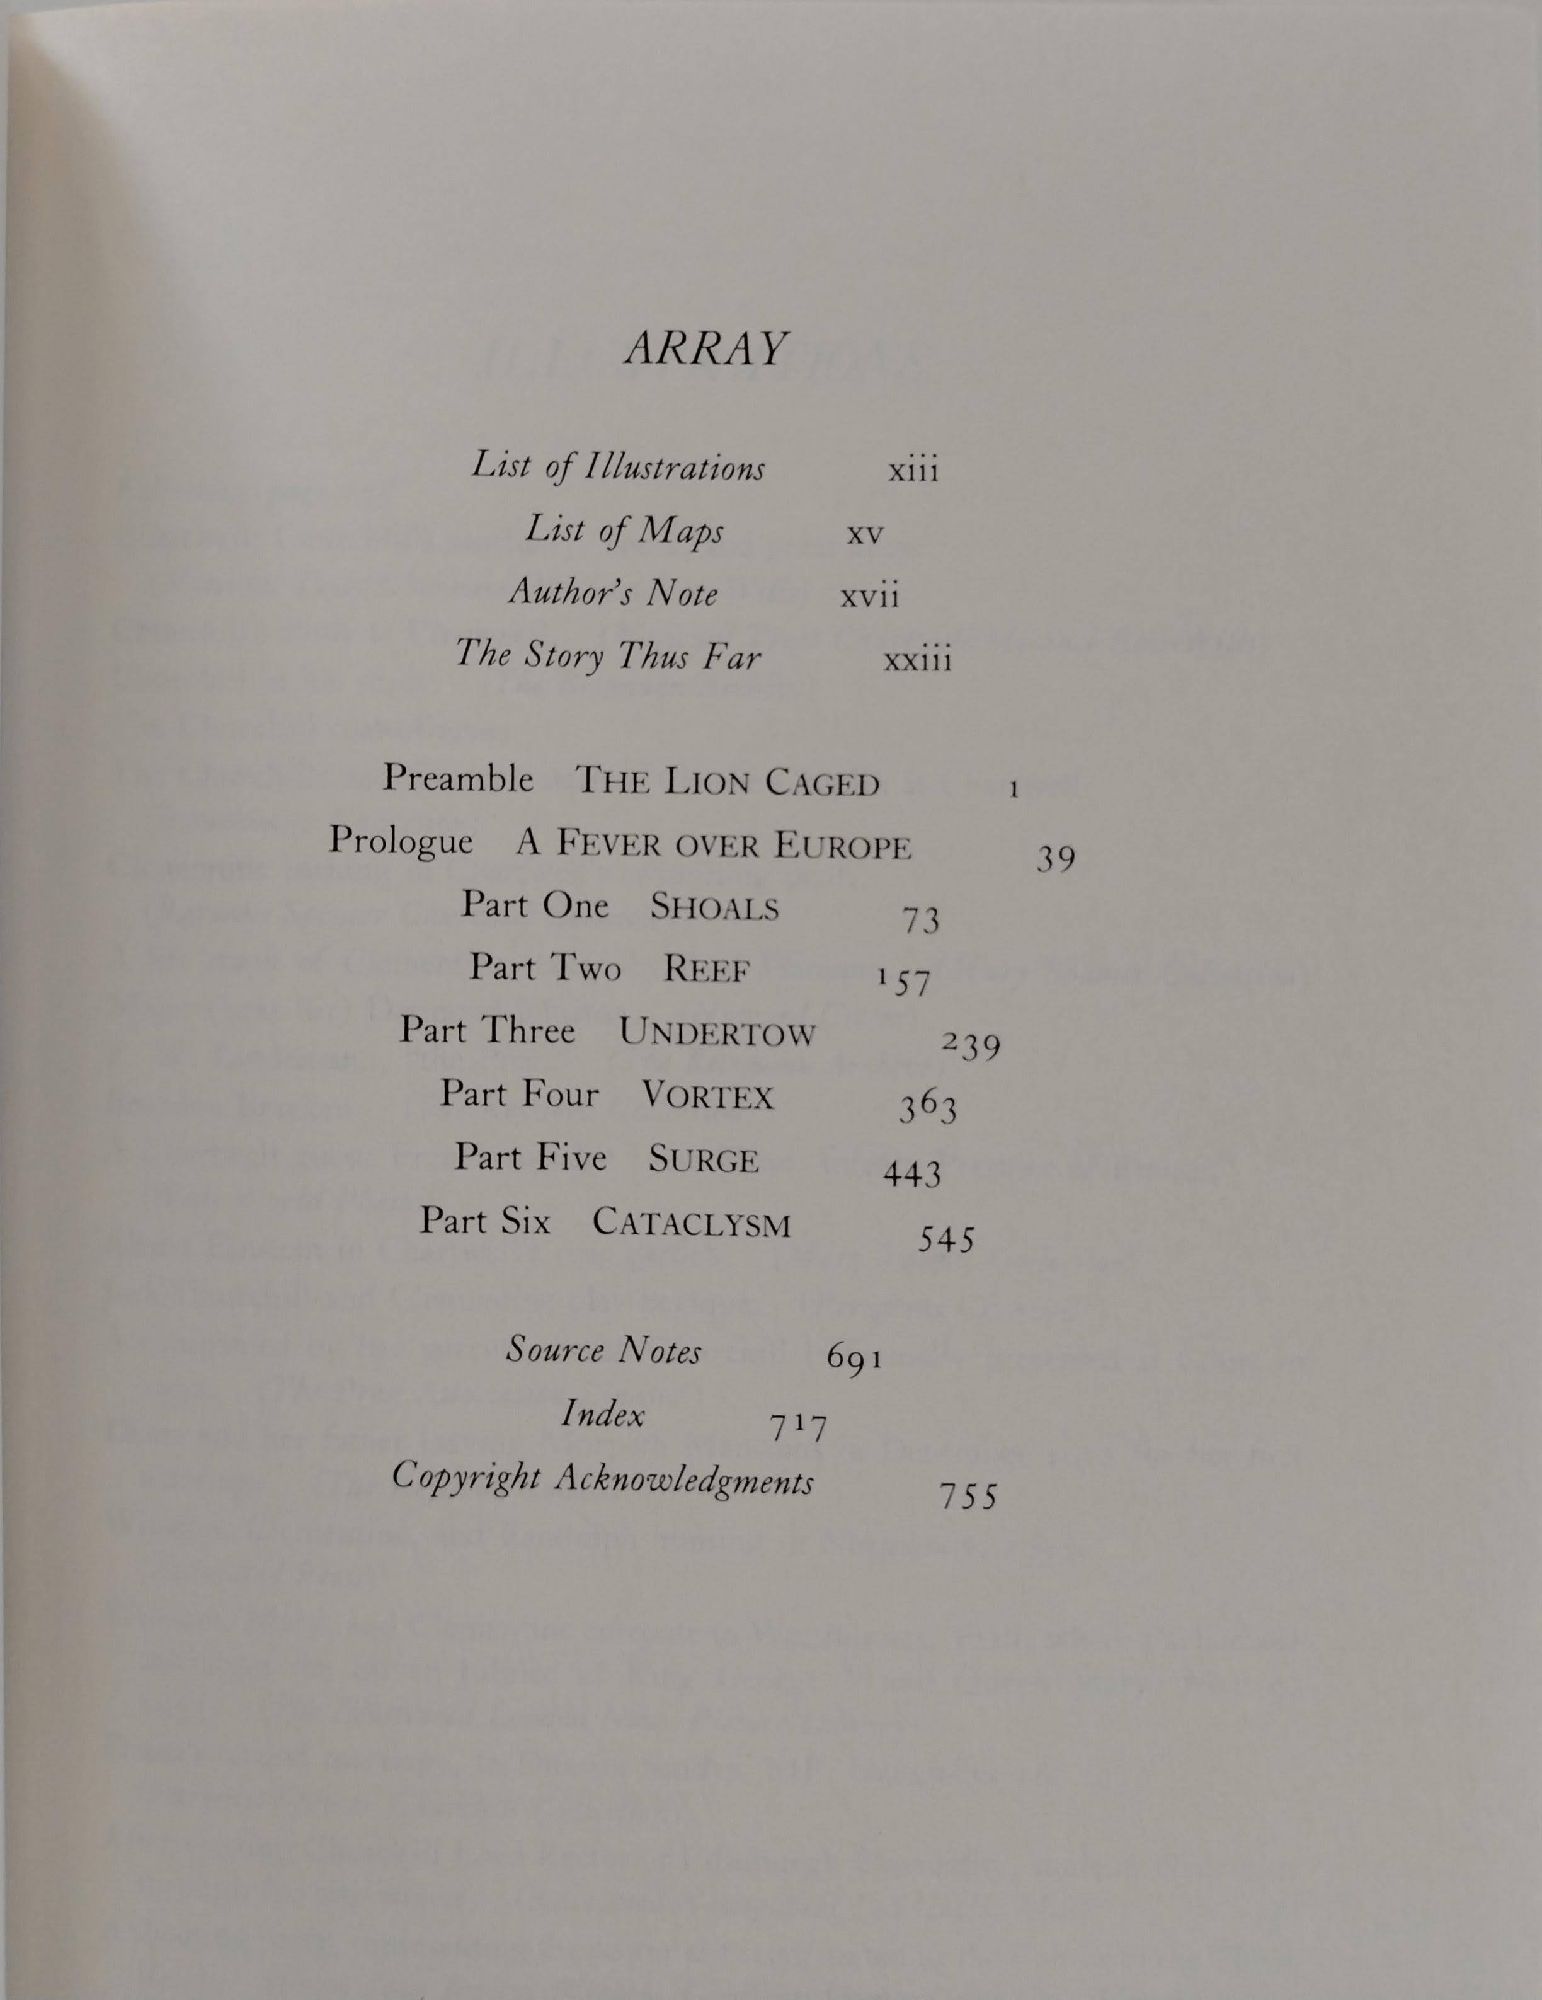 ARRAY
List of Illustrations xiii
List of Maps xv
Author's Note xvii
The Story Thus Far xxiii
Preamble THE LION CAGED 1
Prologue A FEVER OVER EUROPE 39
Part One SHOALS 73
Part Two REEF 157
Part Three UNDERTOW 239
Part Four VORTEX 363
Part Five SURGE 443
Part Six CATACLYSM 545
Source Notes 691
Index 717
Copyright Acknowledgments 755